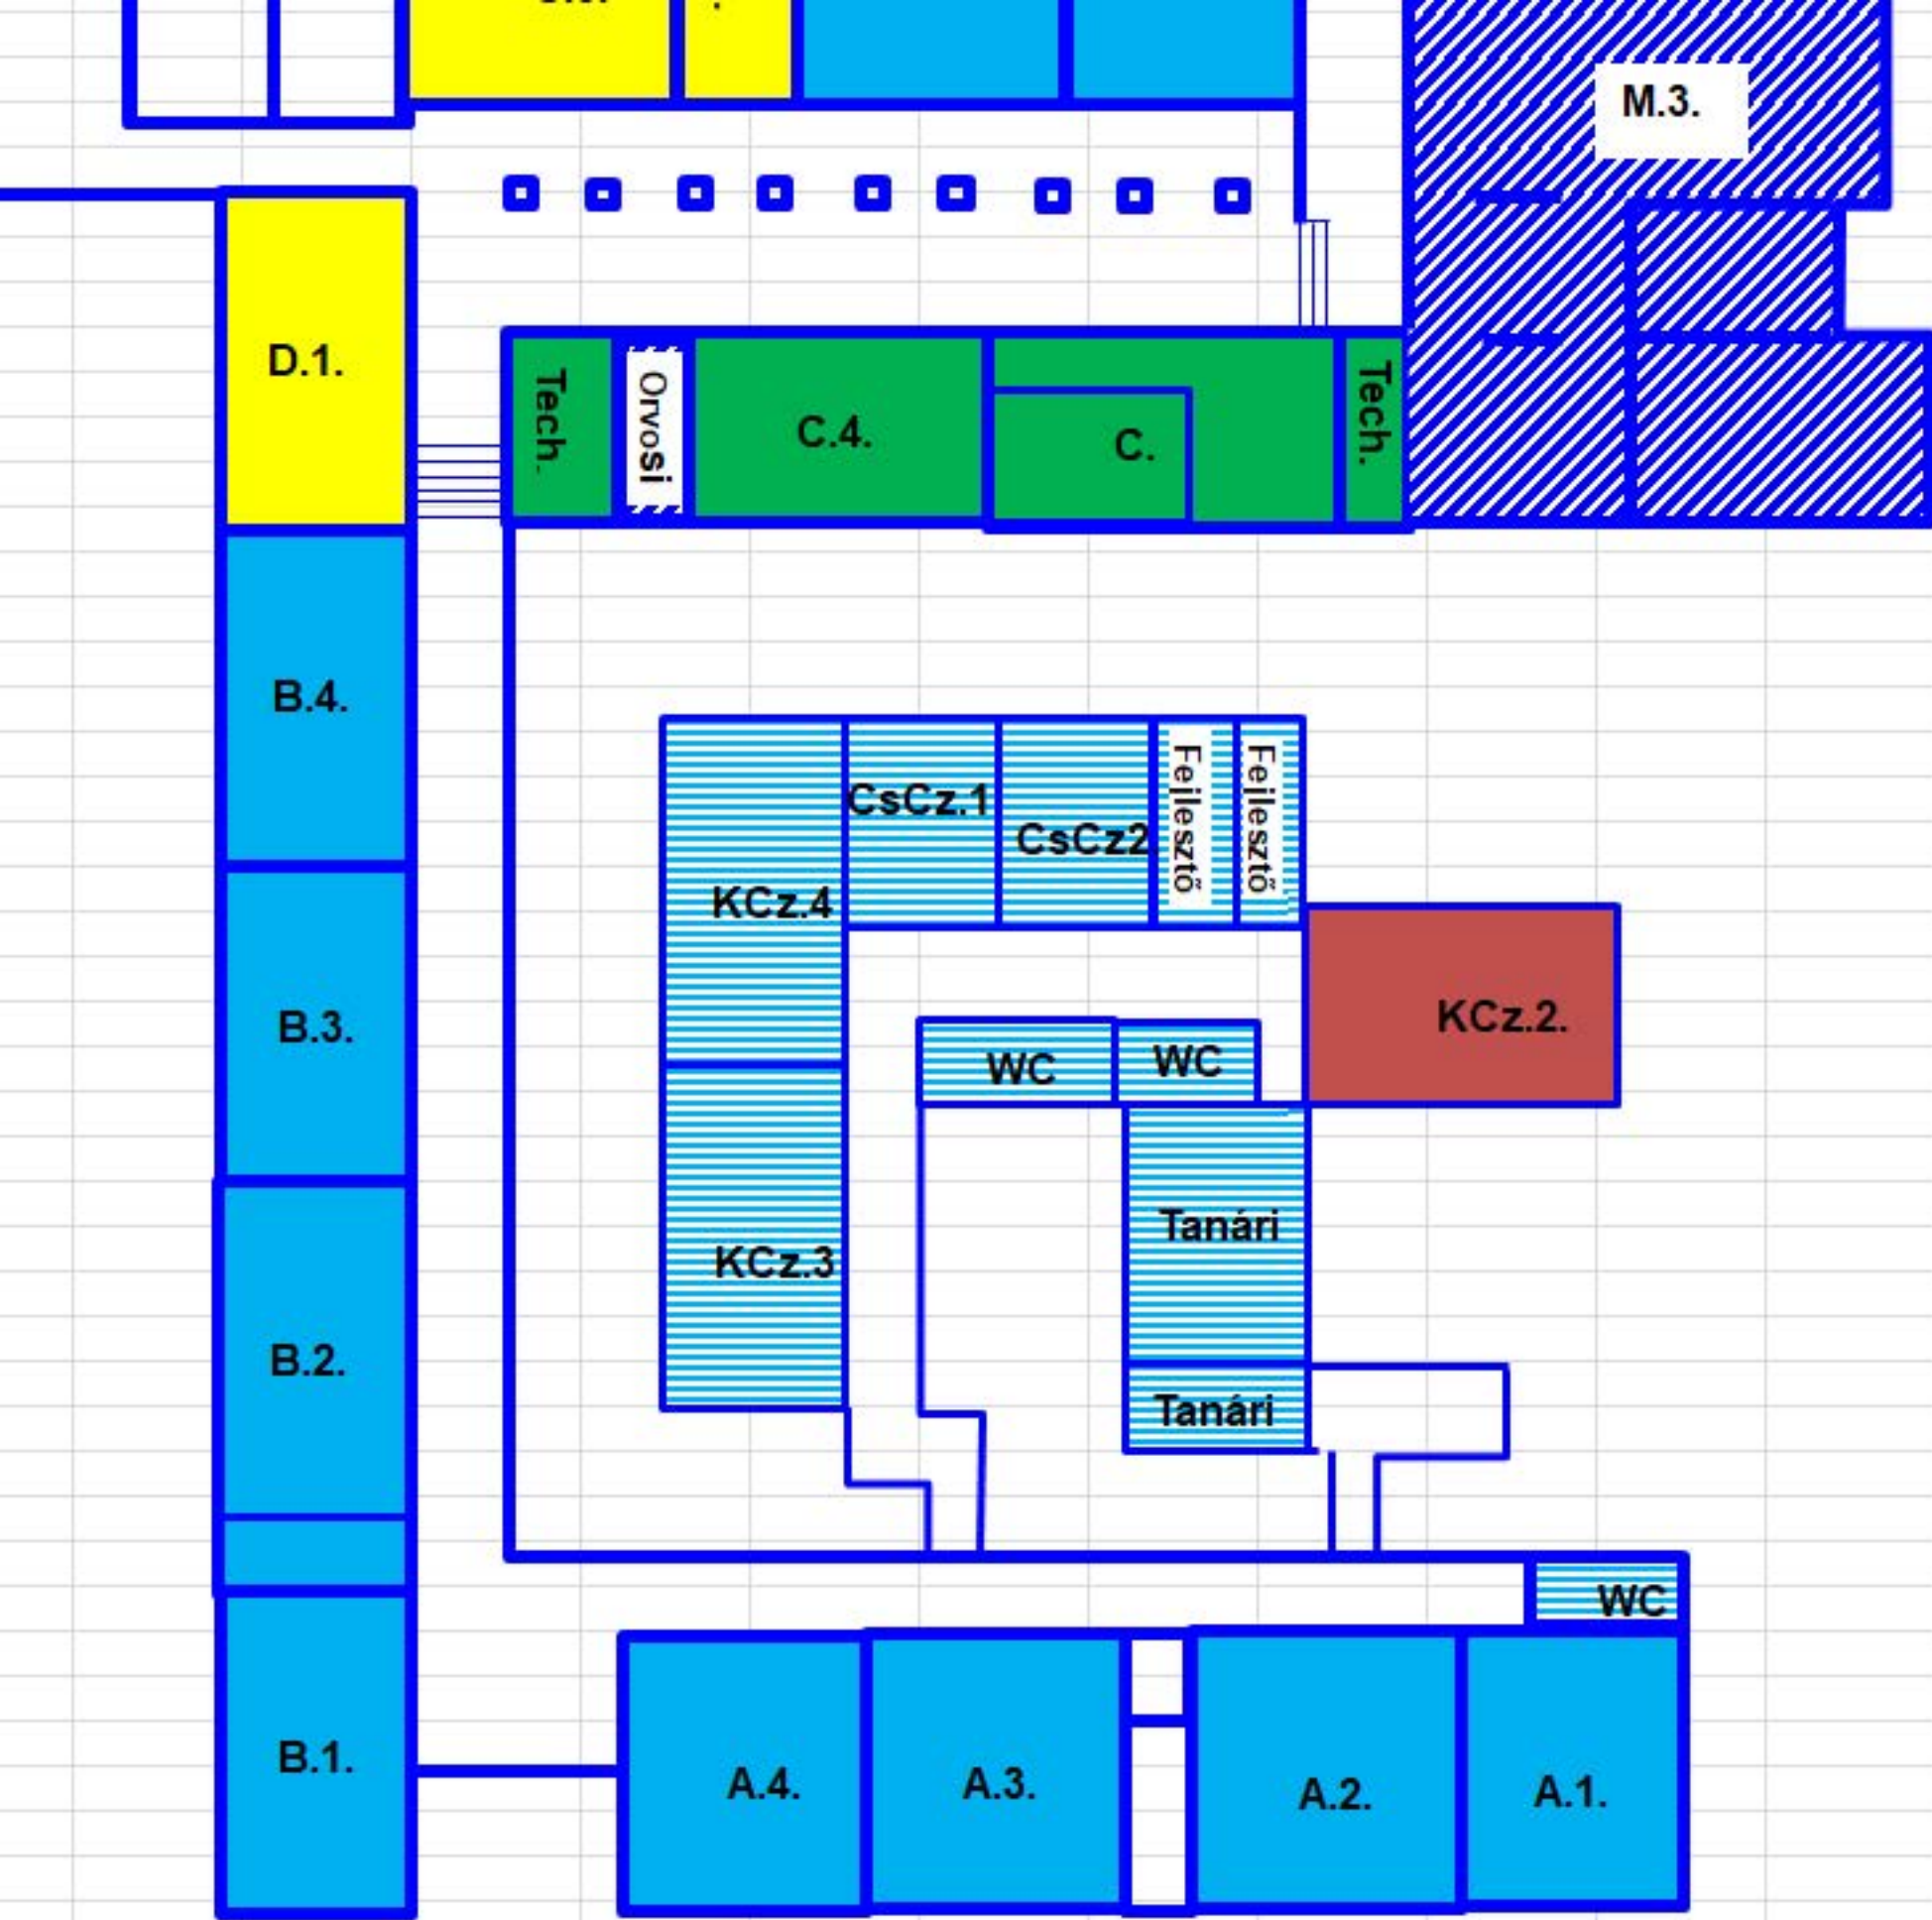 M.3.
D.1.
Tech.
Orvosi
C.4.
C.
Tech.
B.4.
CsCz.1
CsCz2
Fejlesztő
Fejlesztő
KCz.4
KCz.2.
B.3.
WC
WC
Tanári
KCz.3
B.2.
Tanári
WC
B.1.
A.4.
A.3.
A.2.
A.1.